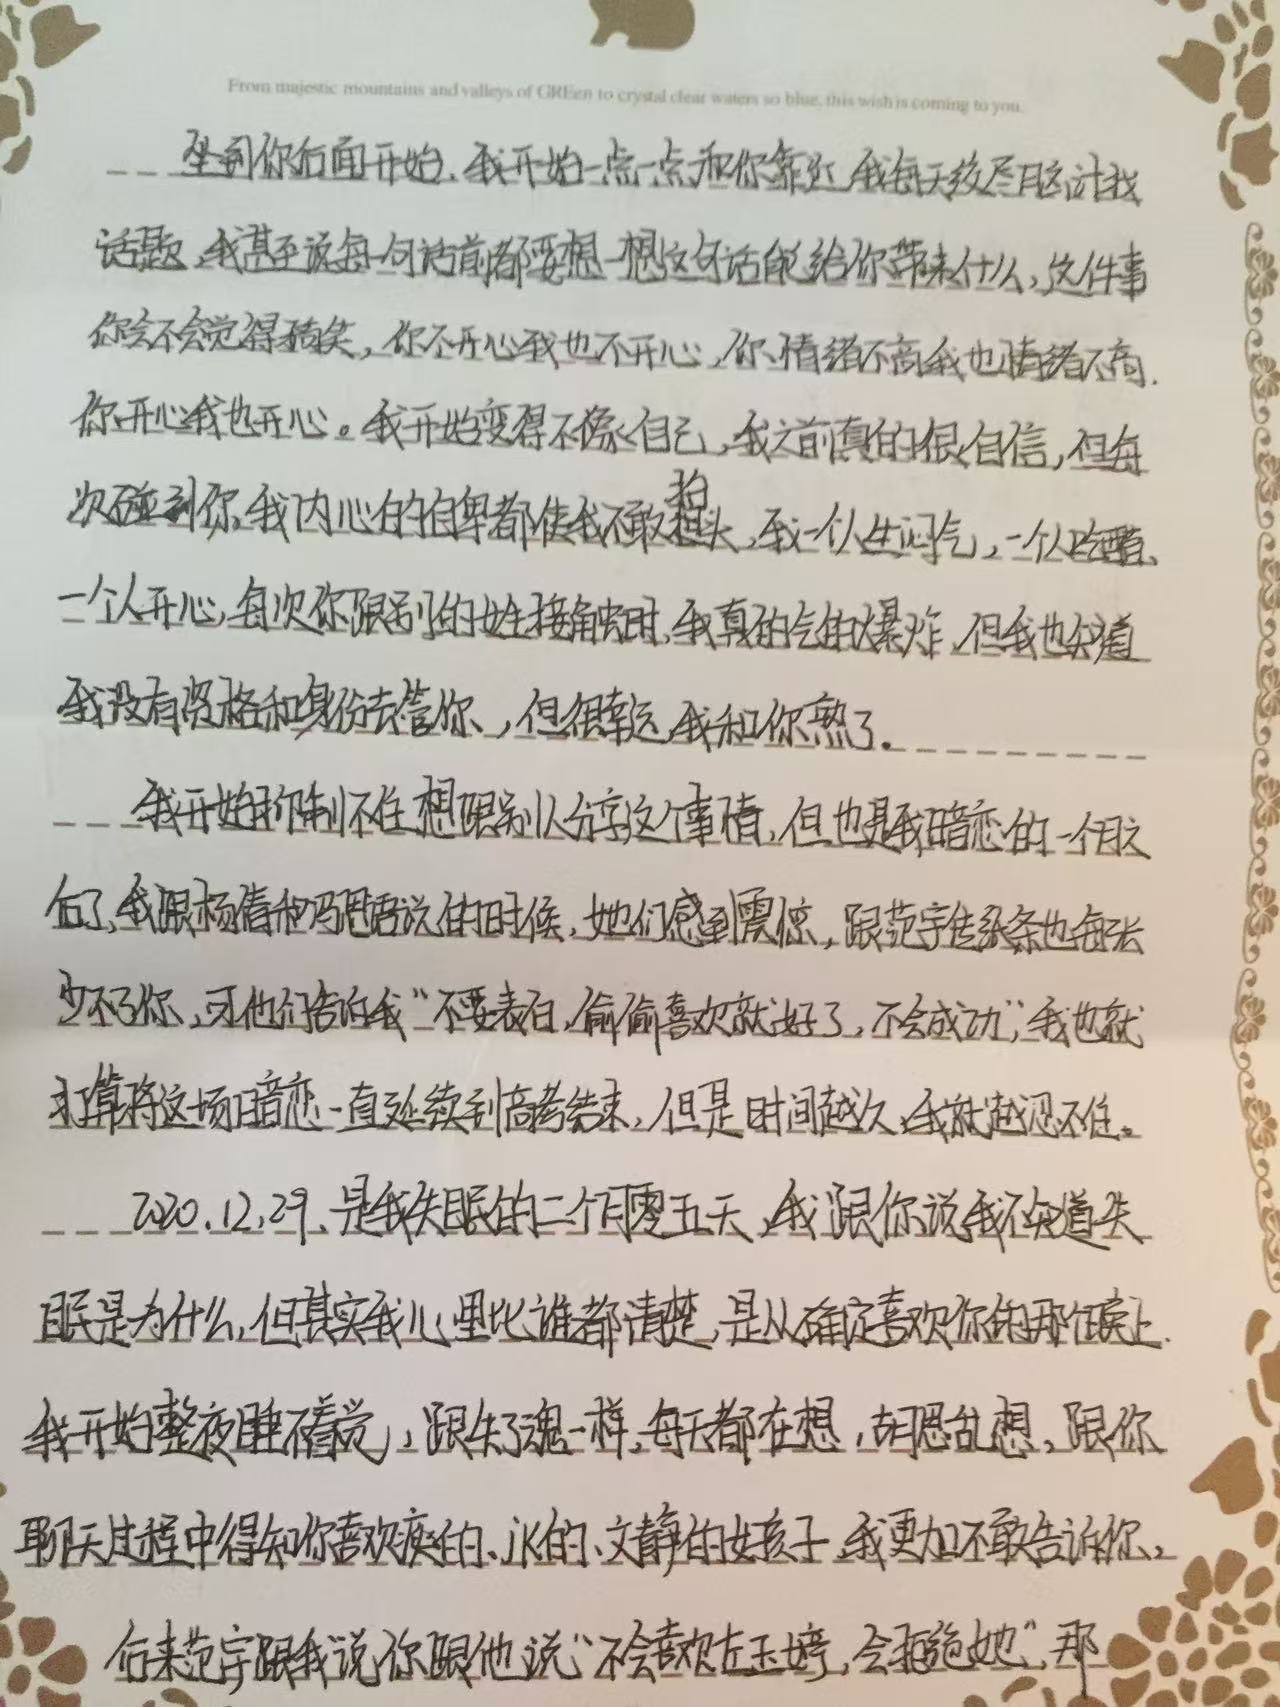 From majestic mountains and valleys of GREen to crystal clear waters so blue, this wish is coming to you.
坐到你后面开始,我开始一点一点和你靠近,我每天绞尽脑汁找
话题,我甚至说每一句话前都要想一想这句话能给你带来什么,这件事
你会不会觉得搞笑,你不开心我也不开心,你情绪不高我也情绪不高.
你开心我也开心。我开始变得不像自己,我之前真的很自信,但每
次碰到你,我内心的自卑都使我不敢抬头,我一个人生闷气,一个人吃醋、
一个人开心,每次你跟别的女生接触时,我真的气的爆炸,但我也知道
我没有资格和身份去管你,但很幸运,我和你熟了。
我开始抑制不住想跟别人分享这个事情,但也是我暗恋的一个月之
后了,我跟杨倩和冯思雨说的时候,她们感到震惊,跟范宇传纸条也每张
少不了你,可他们告诉我“不要表白,偷偷喜欢就好了,不会成功”,我也就
打算将这场暗恋一直延续到高考结束,但是时间越久,我就越忍不住。
2020.12.29、是我失眠的二个月零五天,我跟你说我不知道失
眠是为什么,但其实我心里比谁都清楚,是从确定喜欢你的那个晚上.
我开始整夜睡不着觉,跟失了魂一样,每天都在想,胡思乱想,跟你
聊天过程中得知你喜欢瘦的、jk的、文静的女孩子,我更加不敢告诉你,
后来范宇跟我说你跟他说“不会喜欢左玉婷,会拒绝她”,那